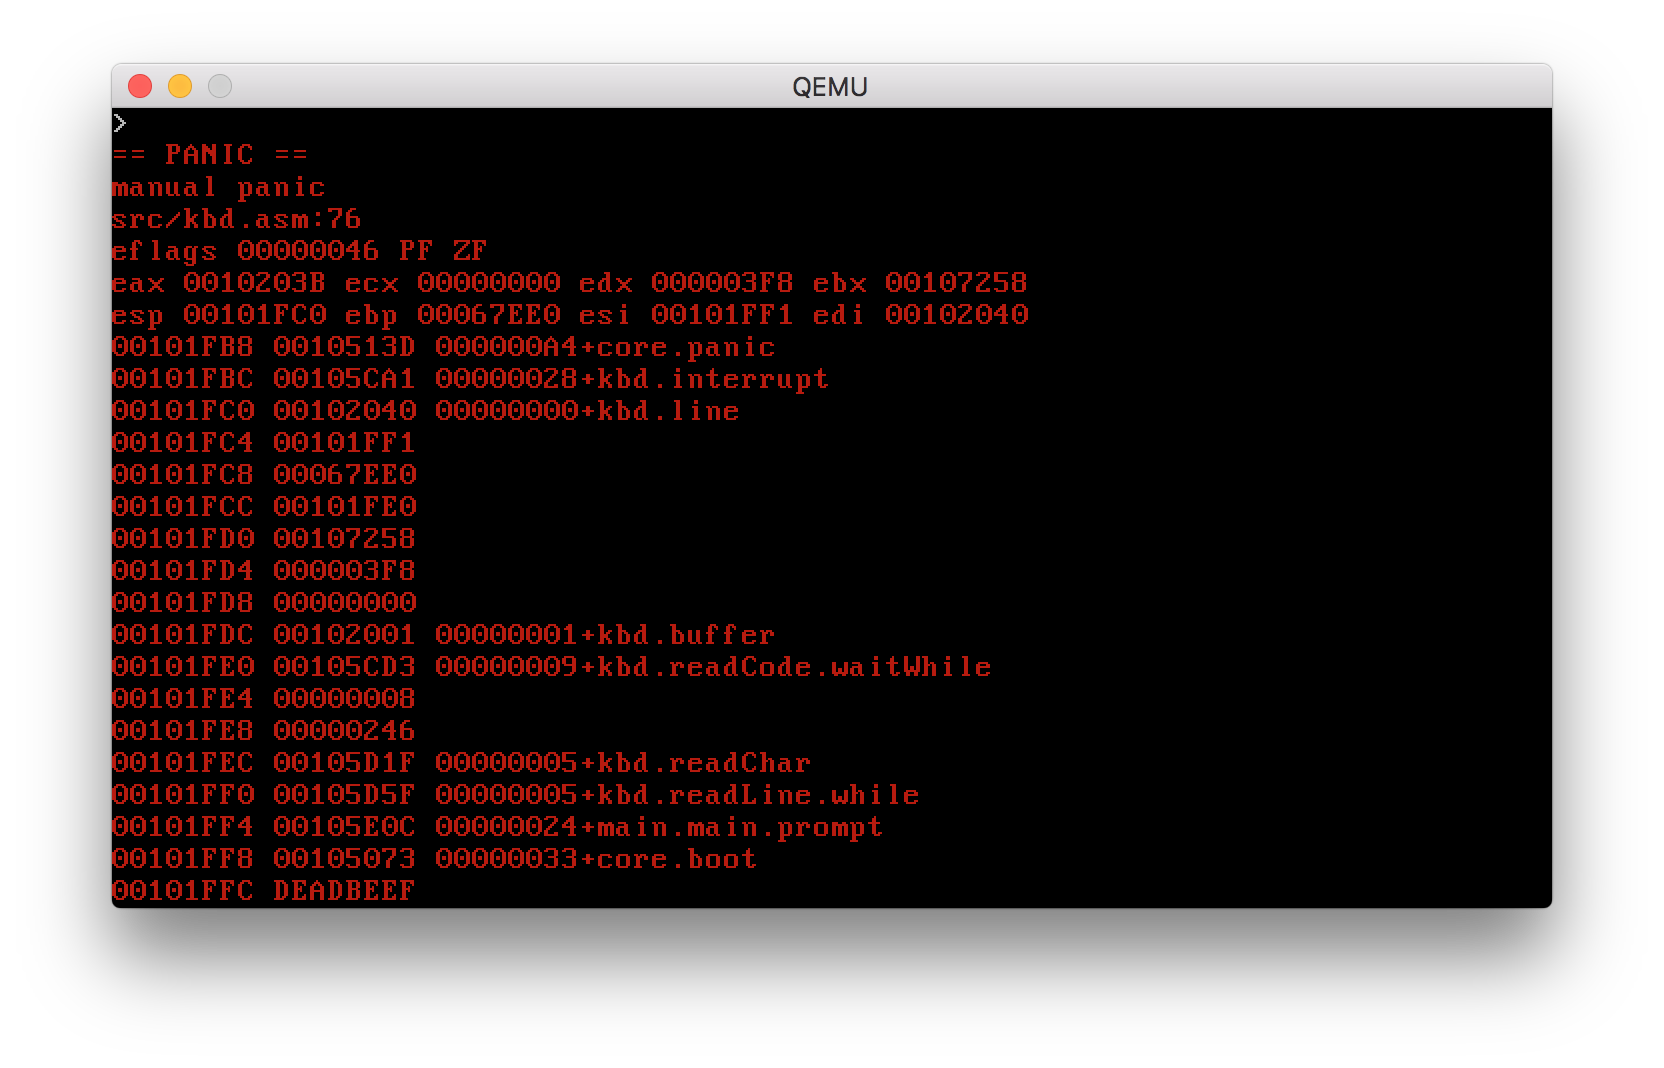 QEMU
>
== PANIC ==
manual panic
src/kbd.asm:76
eflags 00000046 PF ZF
eax 0010203B ecx 00000000 edx 000003F8 ebx 00107258
esp 00101FC0 ebp 00067EE0 esi 00101FF1 edi 00102040
00101FB8 0010513D 000000A4+core.panic
00101FBC 00105CA1 00000028+kbd.interrupt
00101FC0 00102040 00000000+kbd.line
00101FC4 00101FF1
00101FC8 00067EE0
00101FCC 00101FE0
00101FD0 00107258
00101FD4 000003F8
00101FD8 00000000
00101FDC 00102001 00000001+kbd.buffer
00101FE0 00105CD3 00000009+kbd.readCode.waitWhile
00101FE4 00000008
00101FE8 00000246
00101FEC 00105D1F 00000005+kbd.readChar
00101FF0 00105D5F 00000005+kbd.readLine.while
00101FF4 00105E0C 00000024+main.main.prompt
00101FF8 00105073 00000033+core.boot
00101FFC DEADBEEF